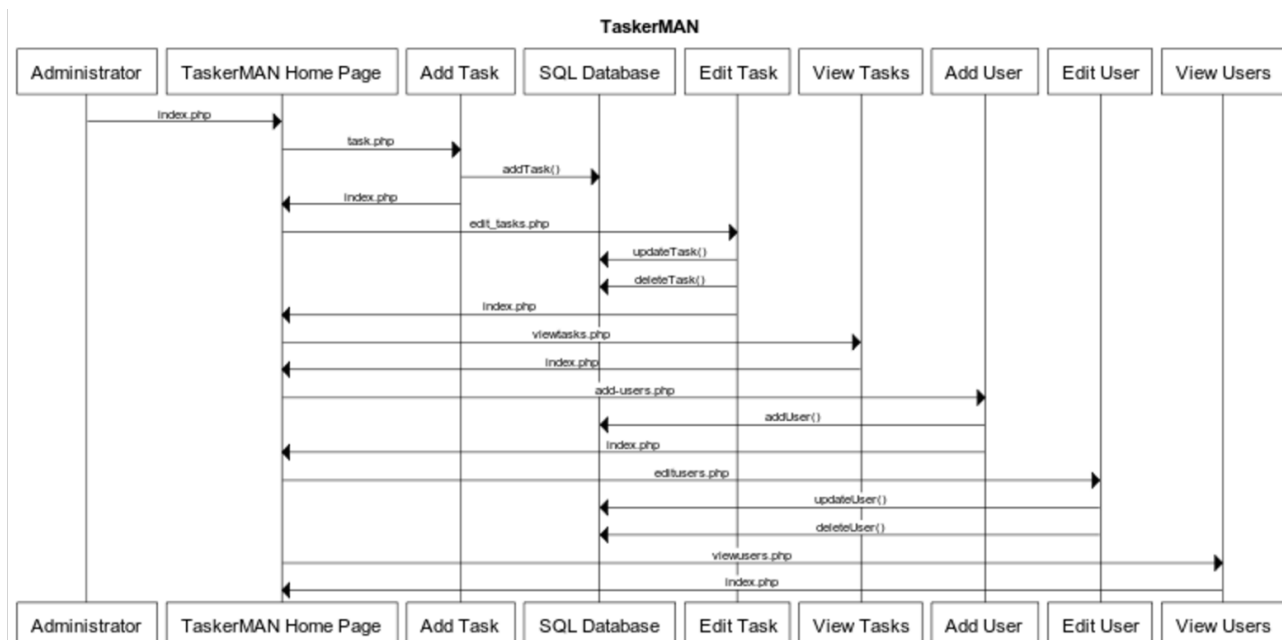 TaskerMAN
Administrator TaskerMAN Home Page Add Task SQL Database Edit Task View Tasks Add User Edit User View Users
index.php
task.php
addTask()
index.php
edit_tasks.php
updateTask()
deleteTask()
index.php
viewtasks.php
index.php
add-users.php
addUser()
index.php
editusers.php
updateUser()
deleteUser()
viewusers.php
index.php
Administrator TaskerMAN Home Page Add Task SQL Database Edit Task View Tasks Add User Edit User View Users